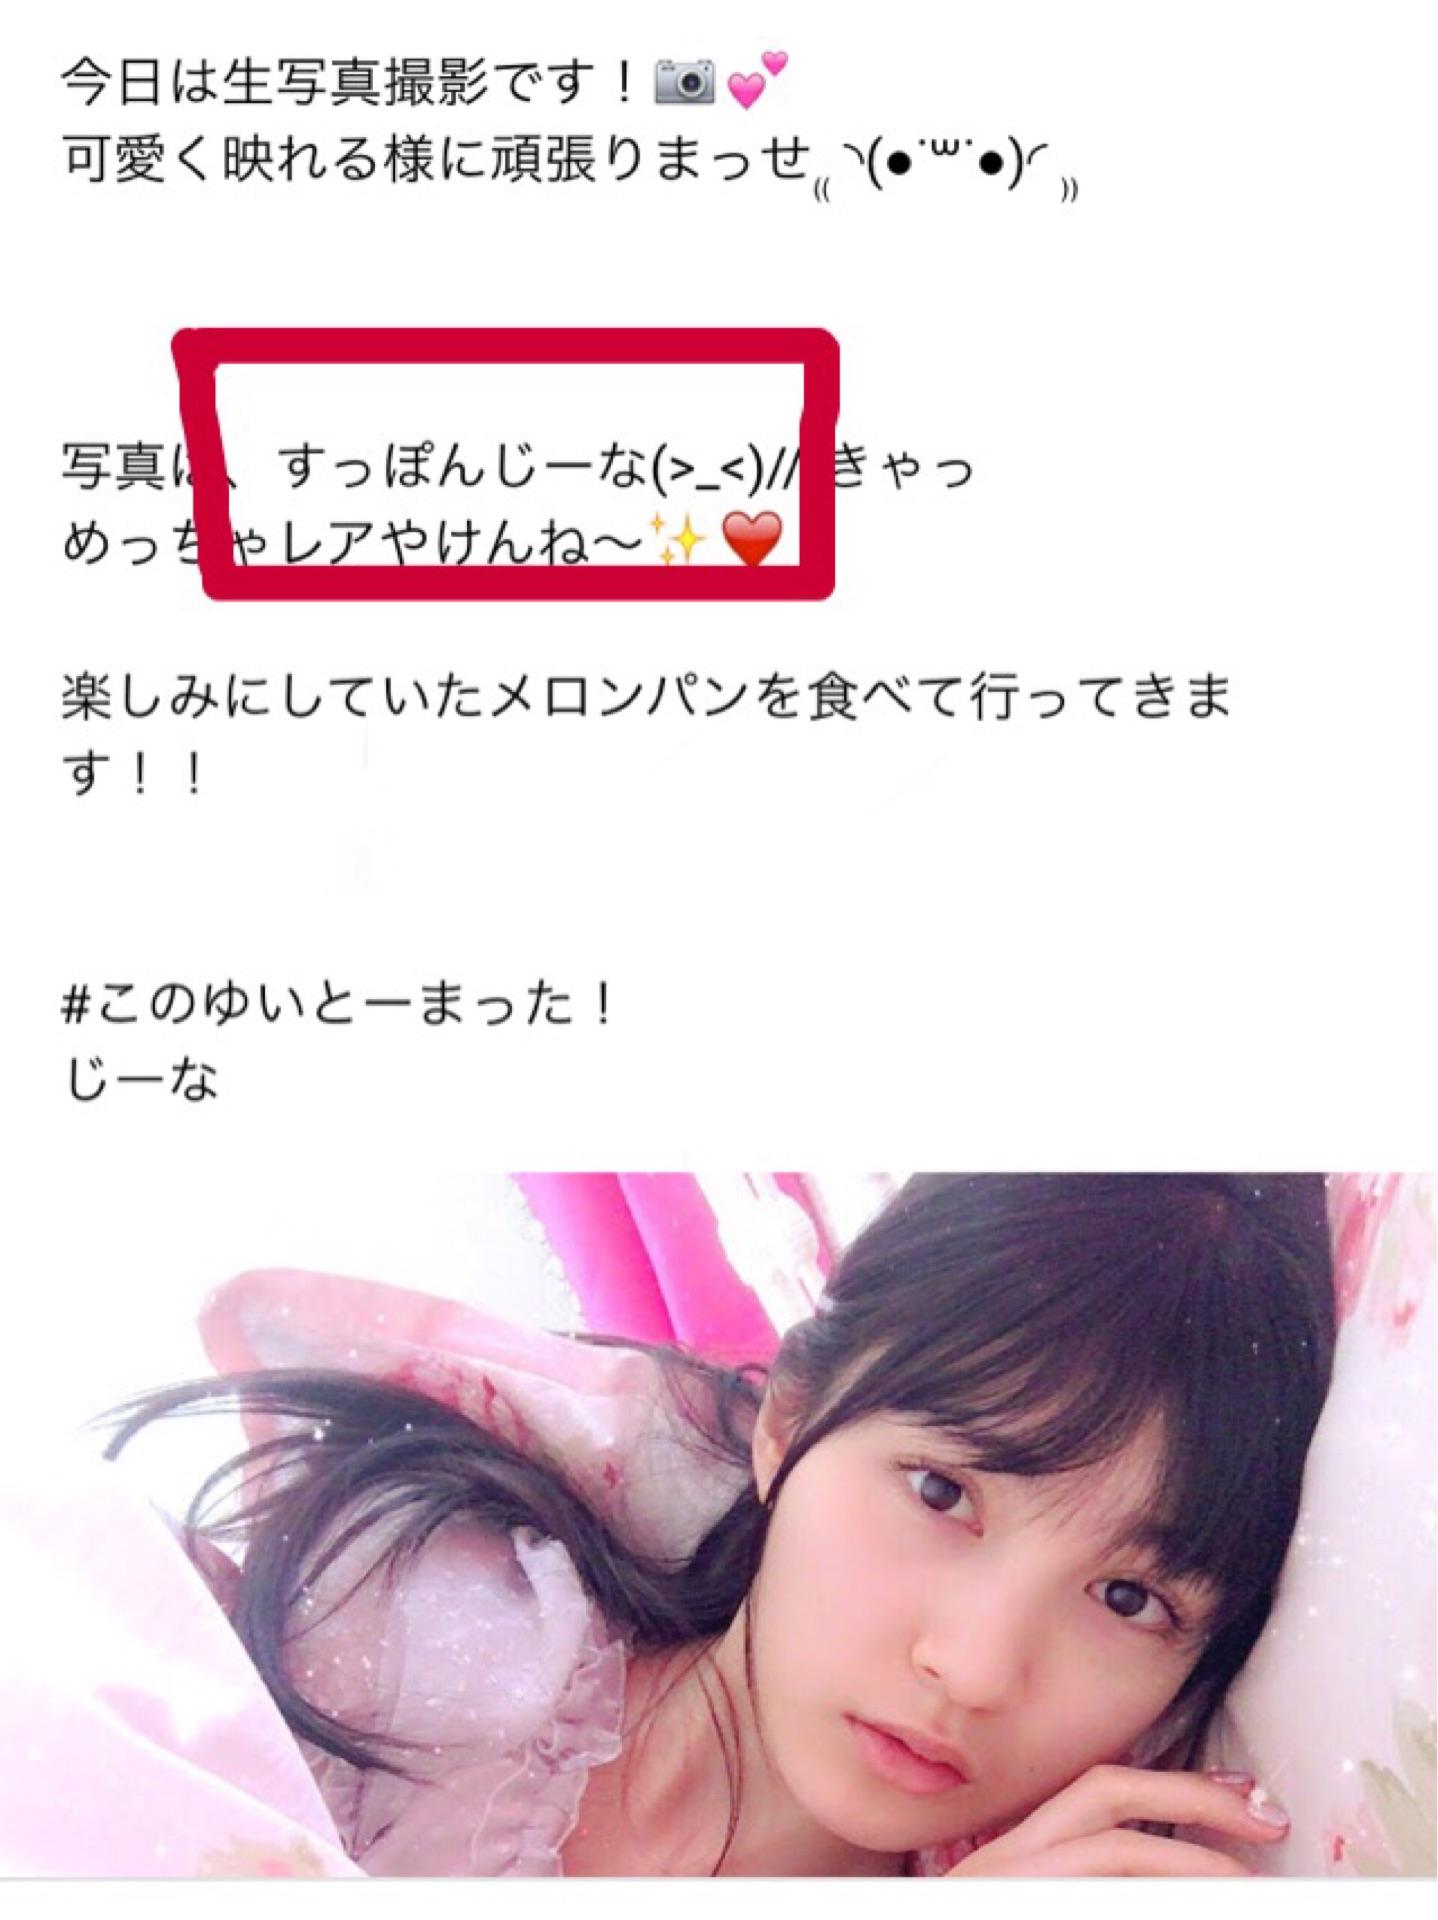 今日は生写真撮影です！📷💕
可愛く映れる様に頑張りまっせ₍₍ ◝(●˙꒳˙●)◜ ₎₎
写真は、すっぽんじーな(>_<)// きゃっ
めっちゃレアやけんね〜✨❤️
楽しみにしていたメロンパンを食べて行ってきま
す！！
#このゆいとーまった！
じーな